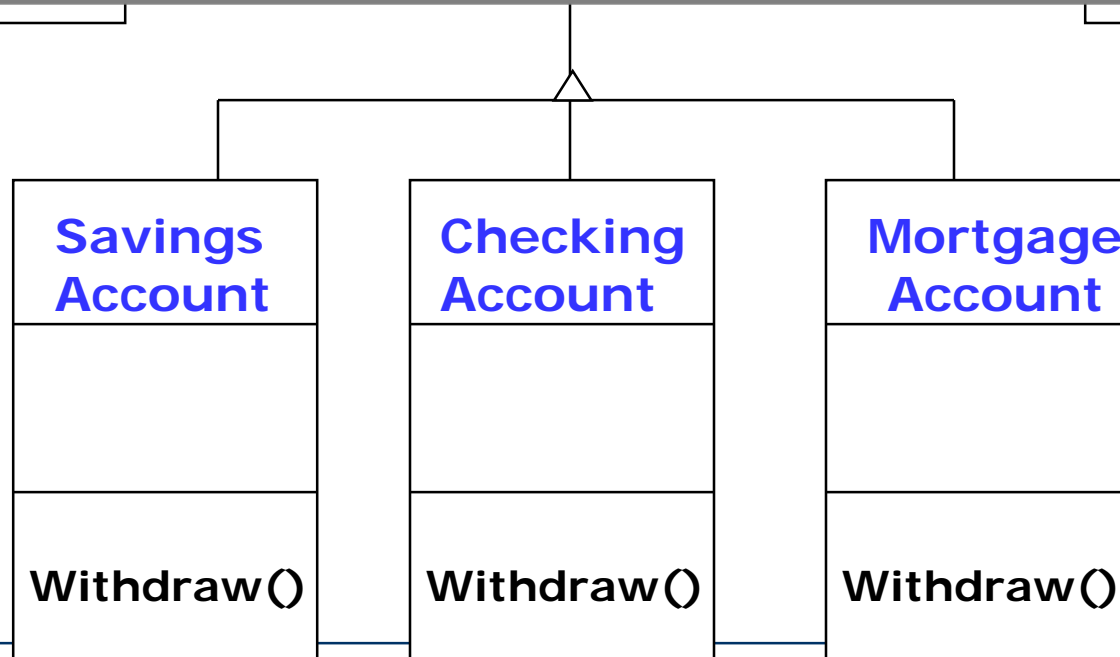 Savings
Account
Checking
Account
Mortgage
Account
Withdraw()
Withdraw()
Withdraw()